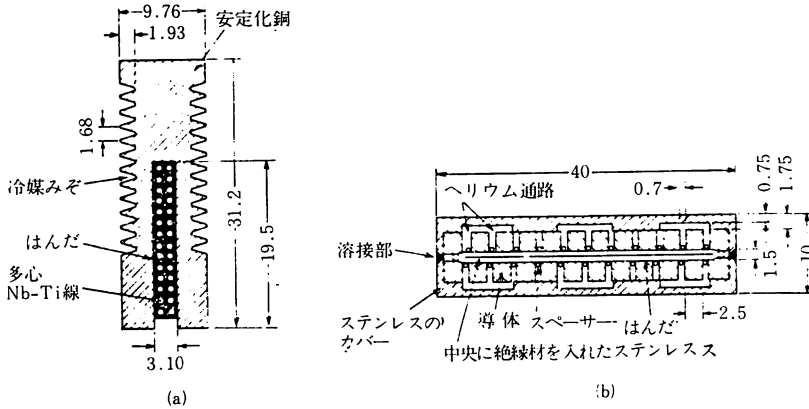 9.76
1.93
安定化銅
1.68
冷媒みぞ
31.2
19.5
はんだ
多心
Nb-Ti線
3.10
(a)
40
ヘリウム通路
0.7
0.75
1.75
溶接部
1.5
10
ステンレスの
カバー
導体
スペーサー
はんだ
2.5
中央に絶縁材を入れたステンレスス
(b)